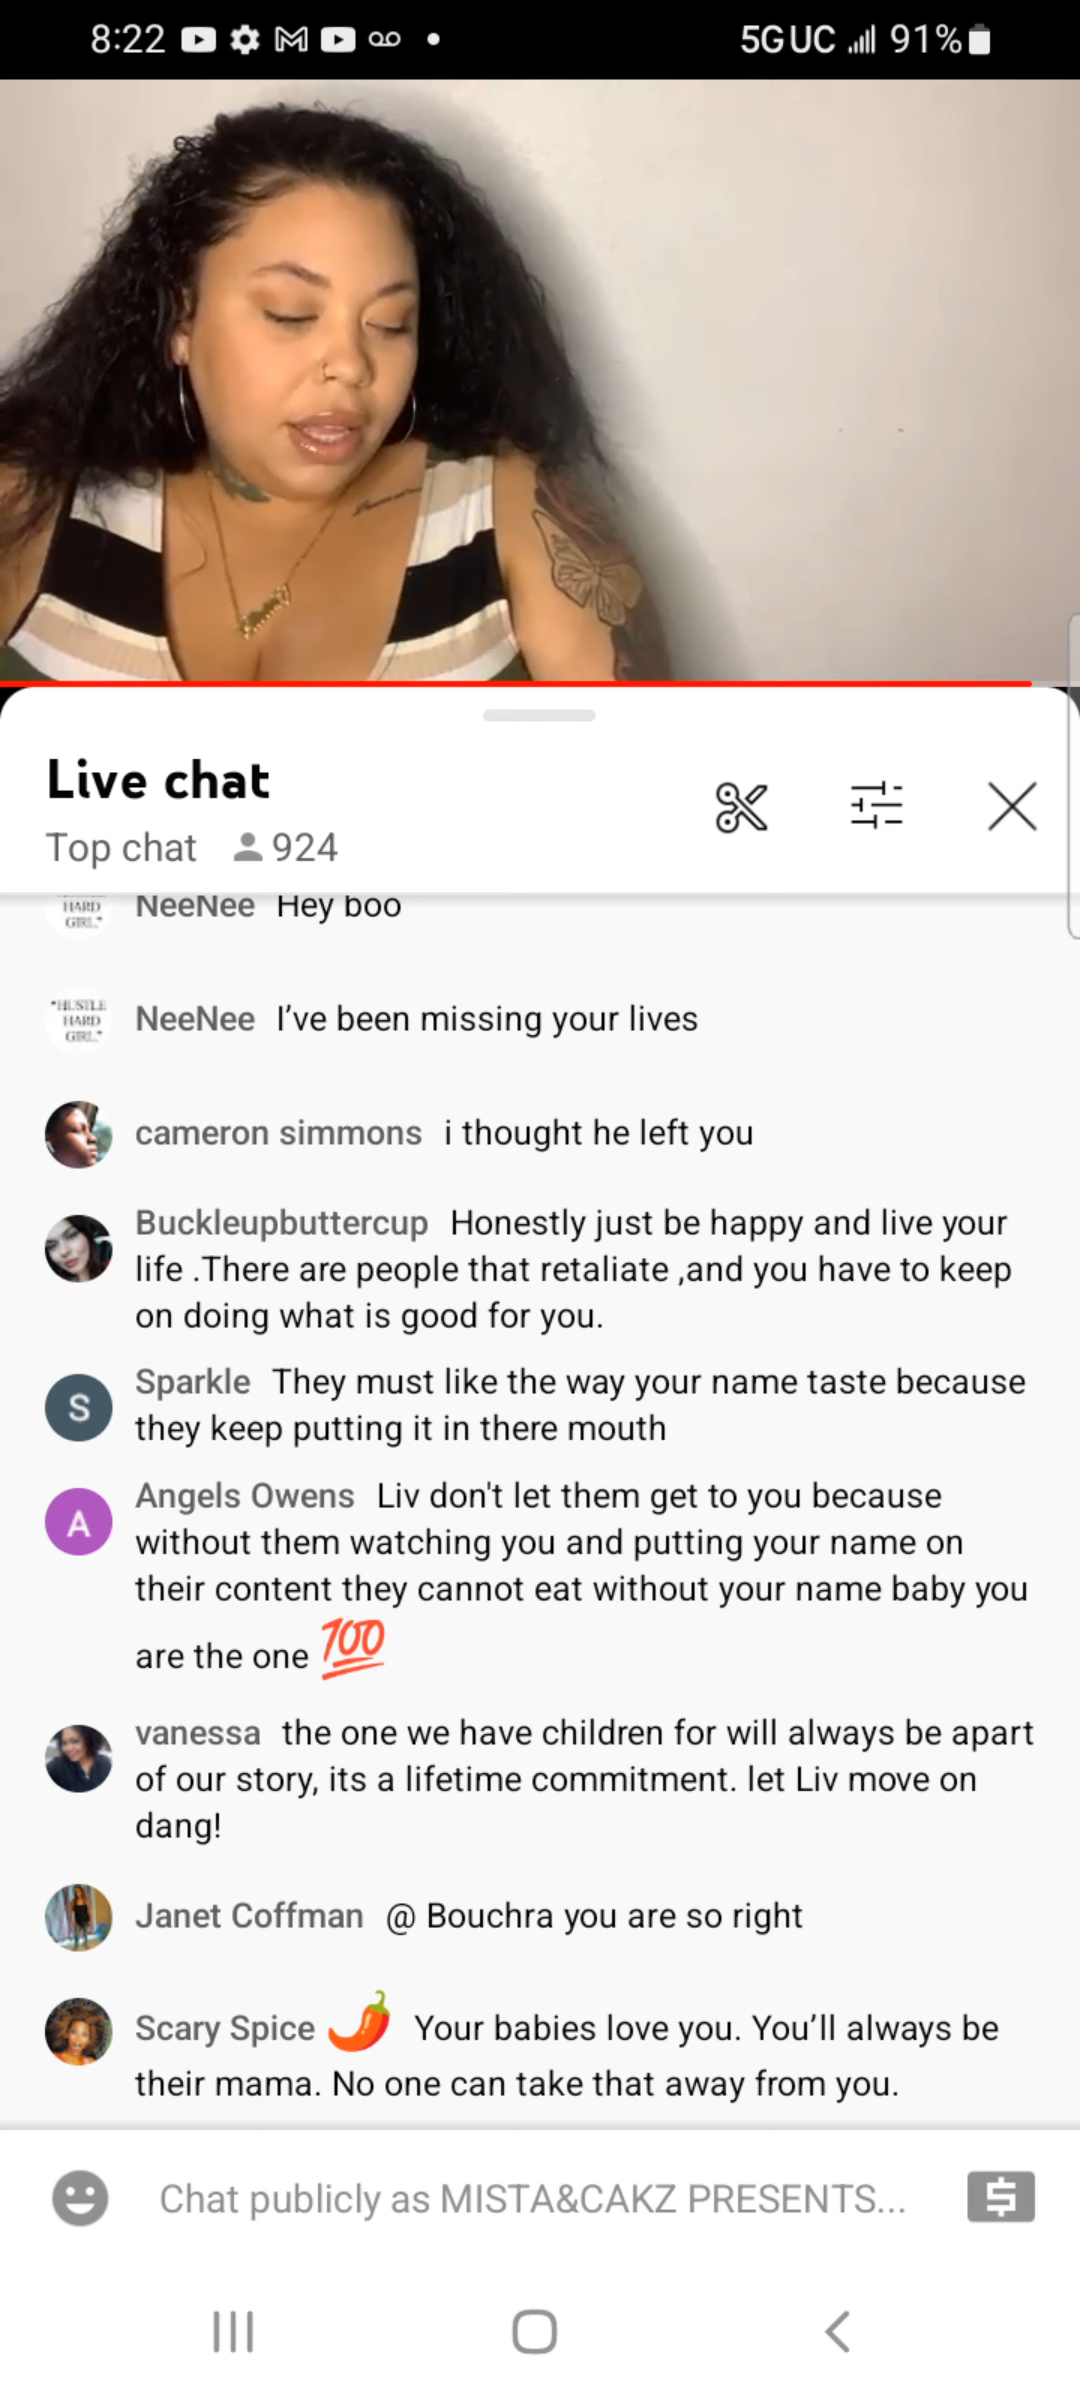 8:22 5G UC 91%
Live chat
Top chat 924
HARD
GIRL"
NeeNee Hey boo
"HUSTLE
HARD
GIRL"
NeeNee I’ve been missing your lives
cameron simmons i thought he left you
Buckleupbuttercup Honestly just be happy and live your
life .There are people that retaliate ,and you have to keep
on doing what is good for you.
S
Sparkle They must like the way your name taste because
they keep putting it in there mouth
A
Angels Owens Liv don't let them get to you because
without them watching you and putting your name on
their content they cannot eat without your name baby you
are the one 💯
vanessa the one we have children for will always be apart
of our story, its a lifetime commitment. let Liv move on
dang!
Janet Coffman @ Bouchra you are so right
Scary Spice 🌶️ Your babies love you. You’ll always be
their mama. No one can take that away from you.
Chat publicly as MISTA&CAKZ PRESENTS...